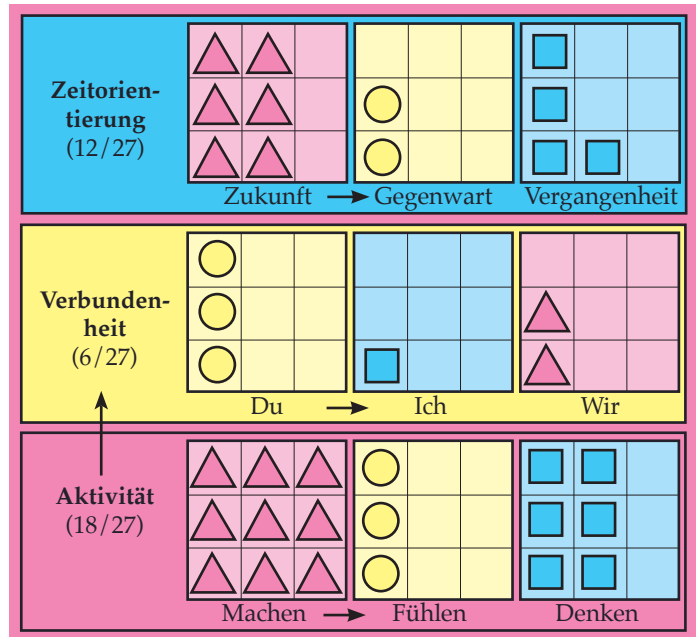 Zeitorien-
tierung
(12/27)
Zukunft Gegenwart Vergangenheit
Verbunden-
heit
(6/27)
Du Ich Wir
Aktivität
(18/27)
Machen Fühlen Denken